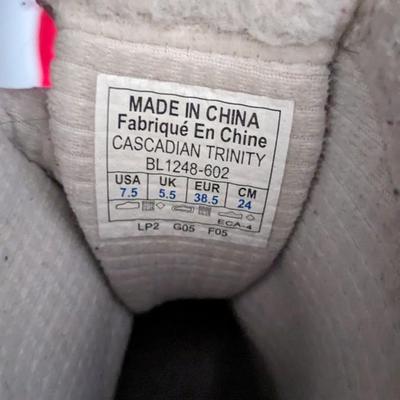 MADE IN CHINA
Fabriqué En Chine
CASCADIAN TRINITY
BL1248-602
USA UK EUR CM
7.5 5.5 38.5 24
ECA-4
LP2 G05 F05